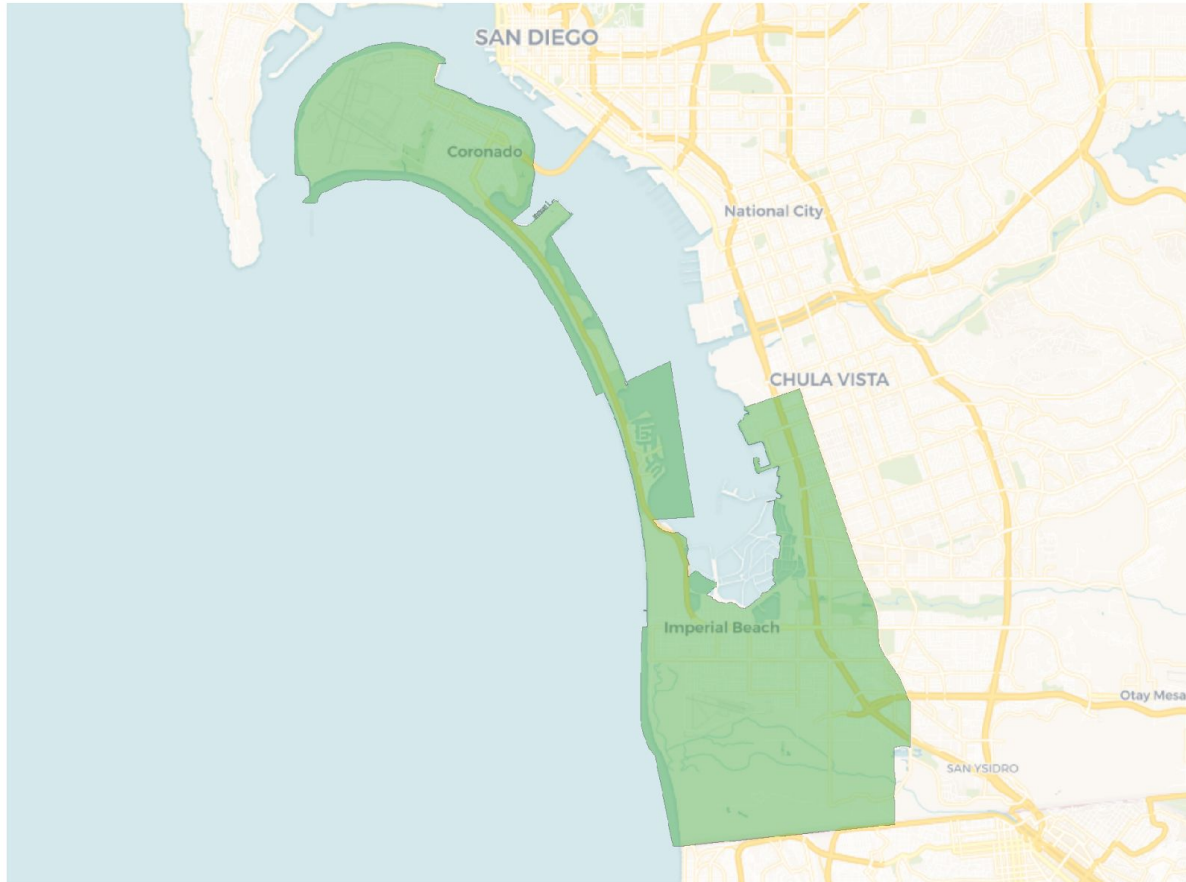 SAN DIEGO
Coronado
National City
CHULA VISTA
Imperial Beach
Otay Mesa
SAN YSIDRO